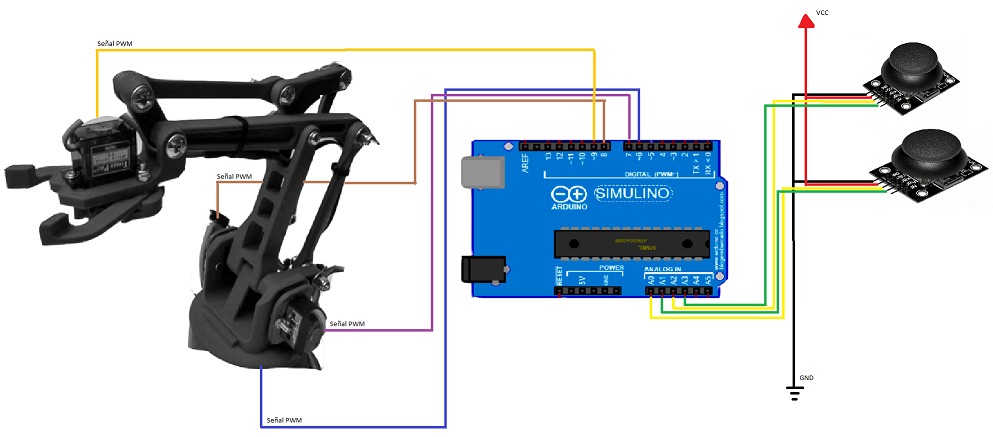 Señal PWM
VCC
AREF
13
12
~11
~10
~9
8
7
~6
~5
4
~3
2
TX > 1
RX < 0
DIGITAL (PWM~)
ARDUINO
SIMULINO
Señal PWM
ATMEL
RESET
5V
POWER
ANALOG IN
A0
A1
A2
A3
A4
A5
Señal PWM
GND
Señal PWM